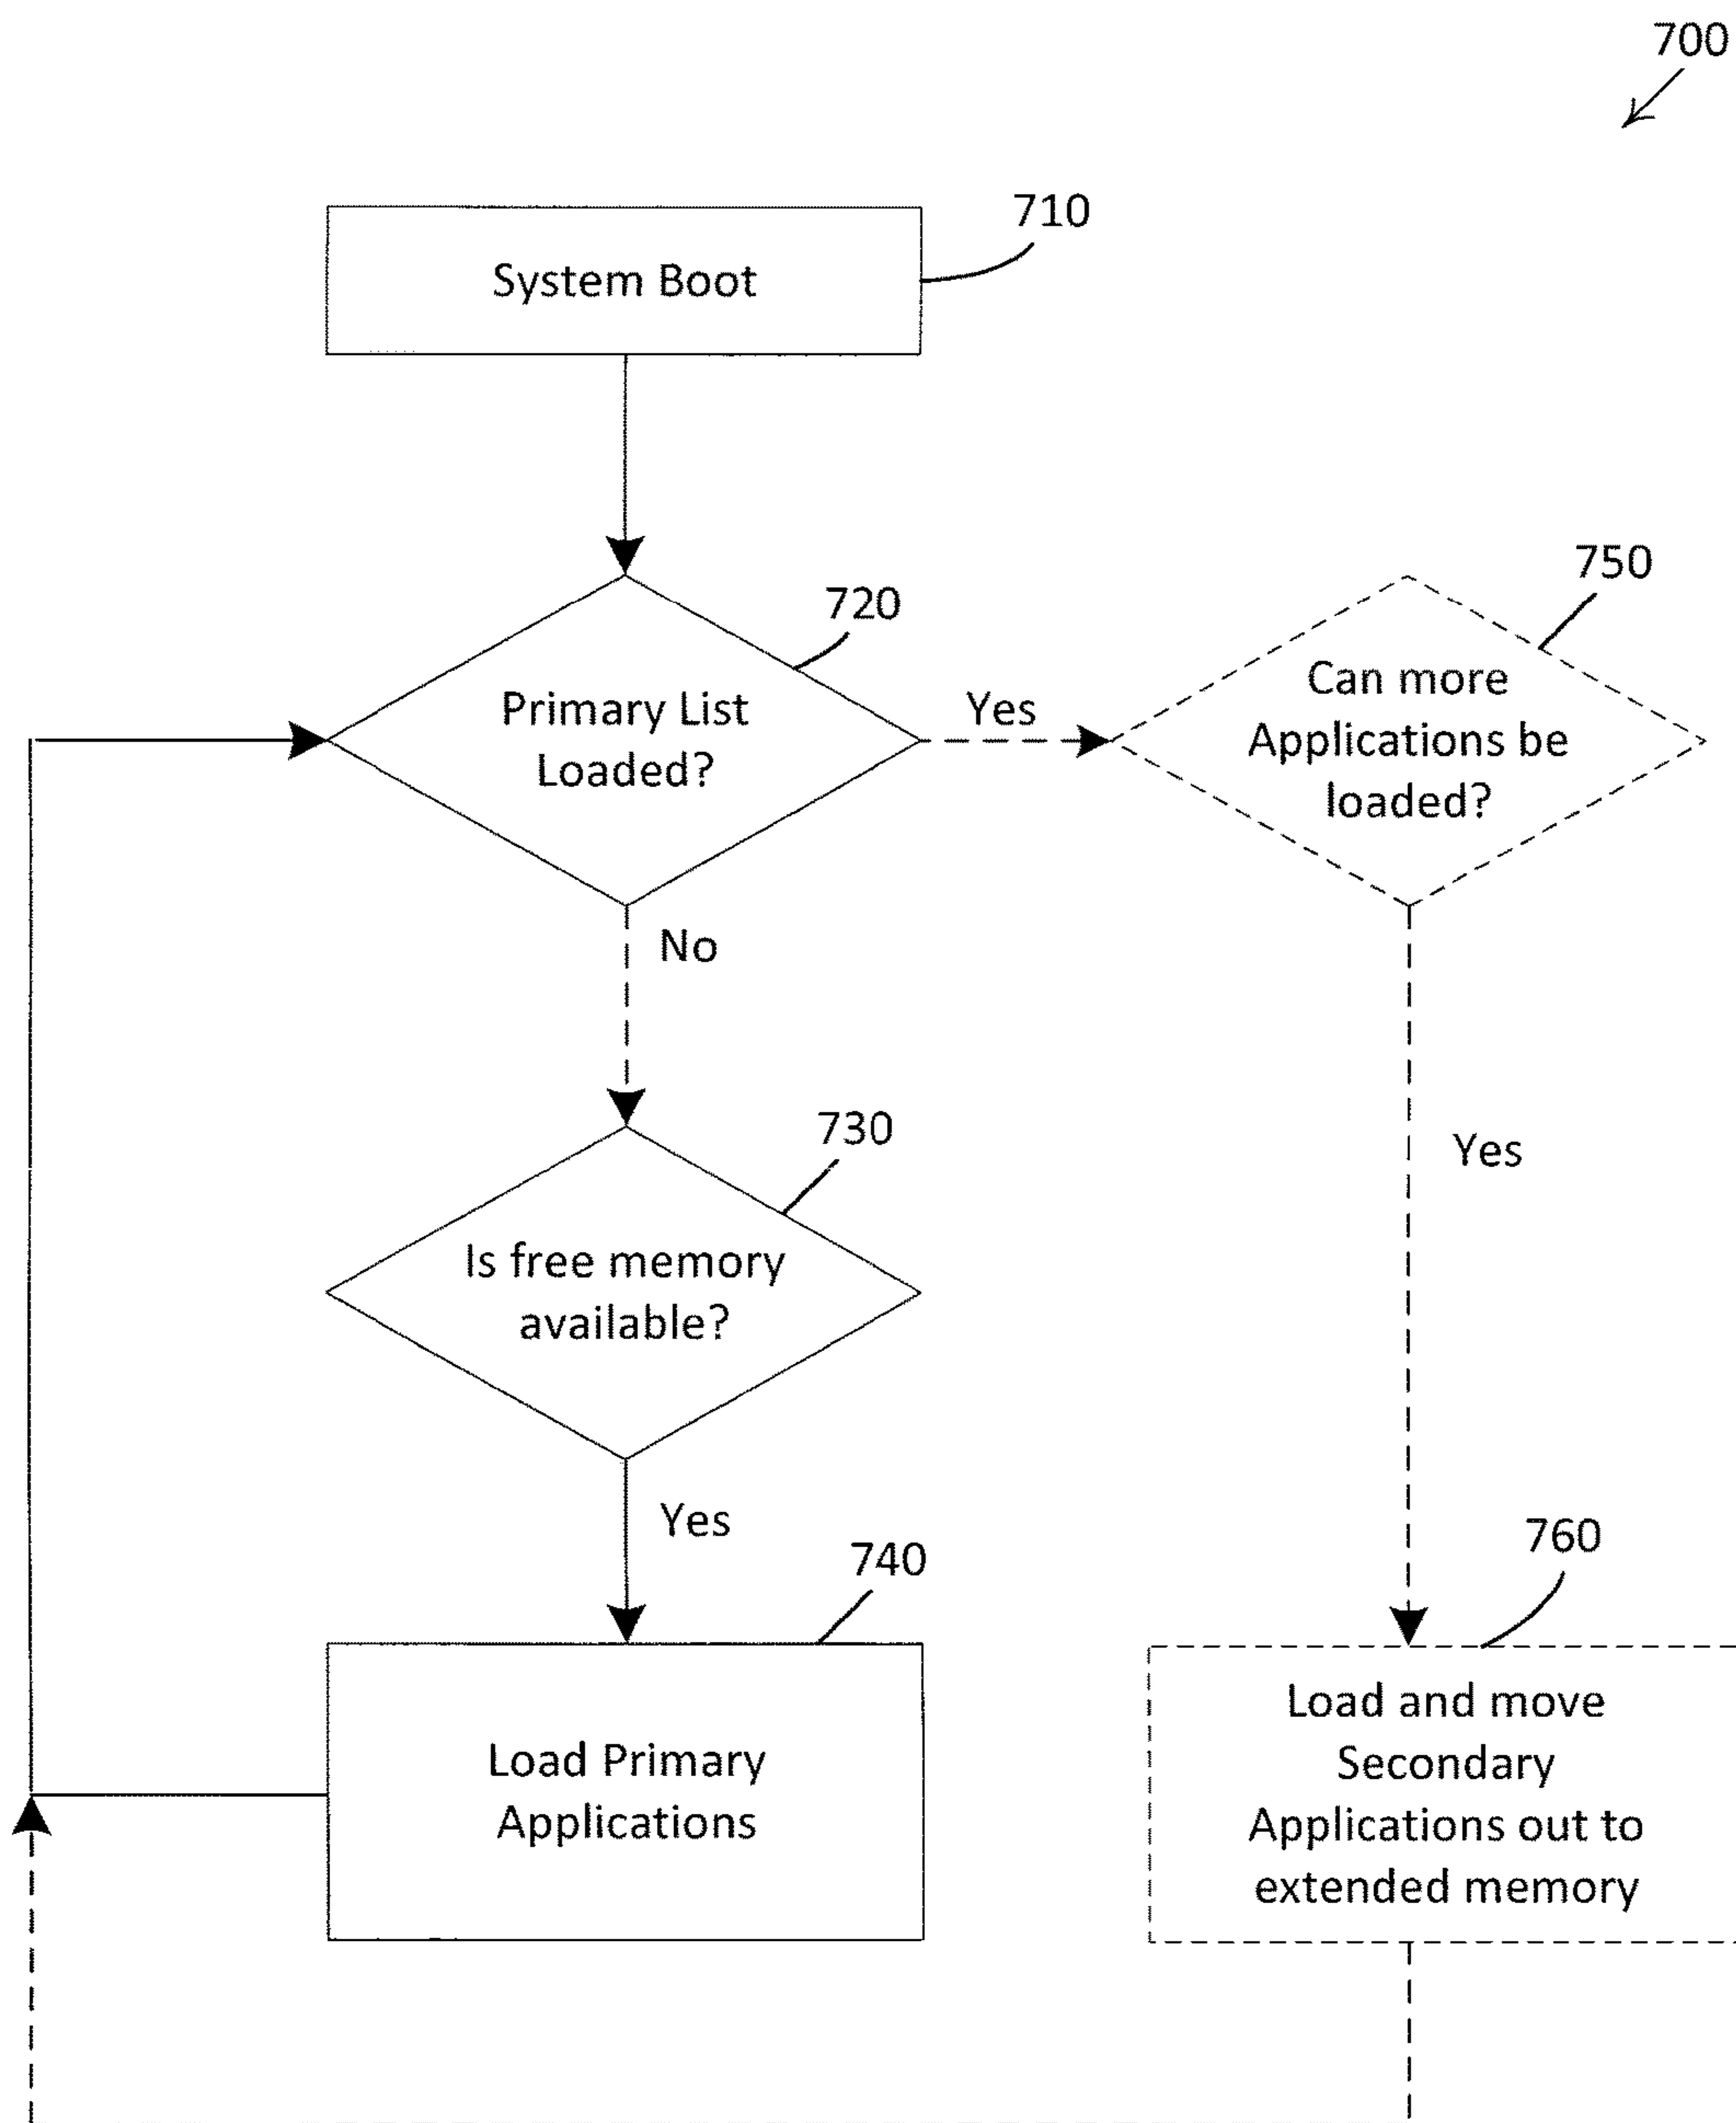 700
710
System Boot
720
750
Primary List
Loaded?
Yes
Can more
Applications be
loaded?
No
730
Is free memory
available?
Yes
Yes
740
760
Load Primary
Applications
Load and move
Secondary
Applications out to
extended memory